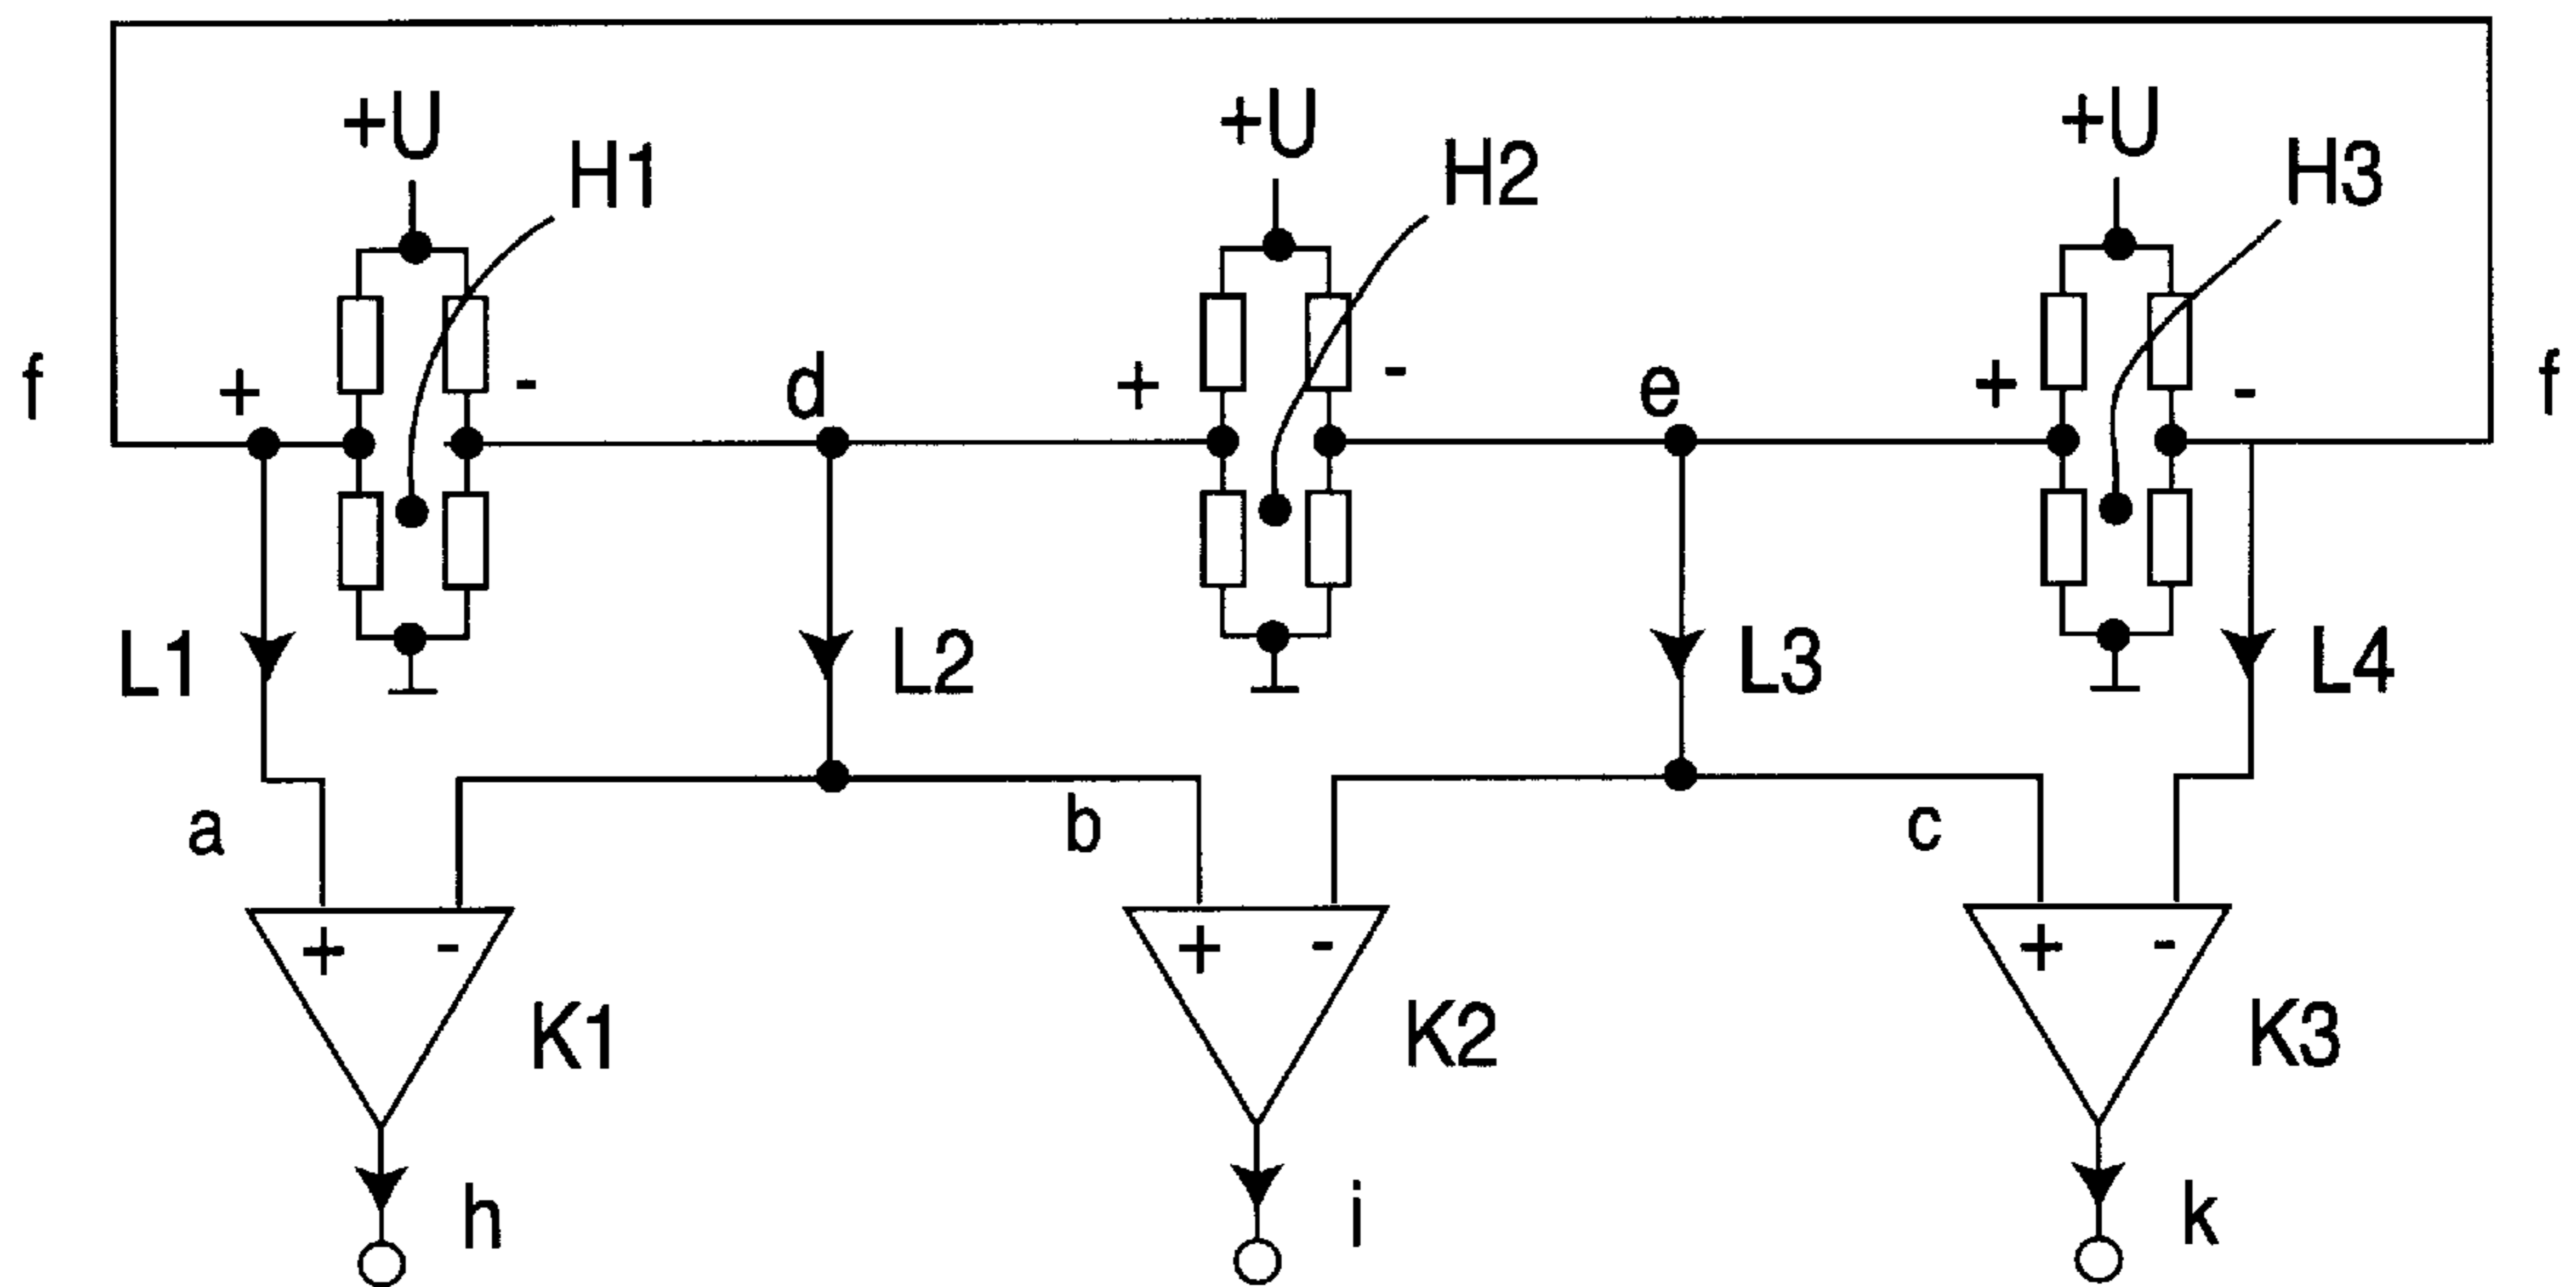 +U +U +U
H1 H2 H3
f + - d + - e + - f
L1 L2 L3 L4
a b c
+ - + - + -
K1 K2 K3
h i k